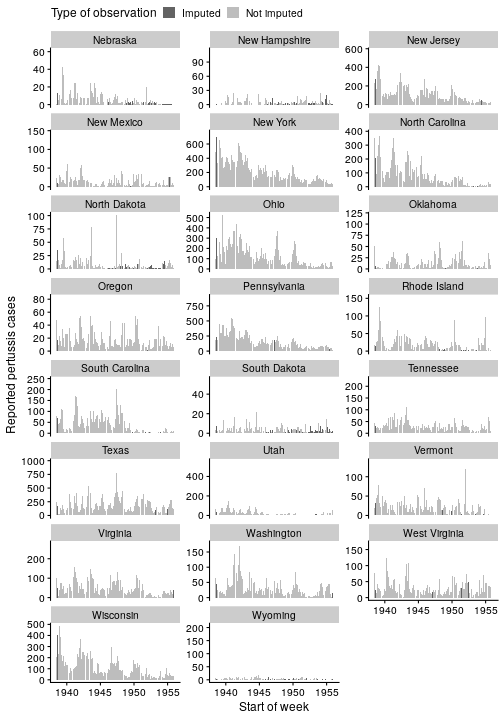 Type of observation Imputed Not imputed
Nebraska New Hampshire New Jersey
60 40 20 0
90 60 30 0
600 400 200 0
New Mexico New York North Carolina
150 100 50 0
800 600 400 200 0
400 300 200 100 0
North Dakota Ohio Oklahoma
100 75 50 25 0
500 400 300 200 100 0
125 100 75 50 25 0
Oregon Pennsylvania Rhode Island
80 60 40 20 0
750 500 250 0
150 100 50 0
South Carolina South Dakota Tennessee
250 200 150 100 50 0
40 20 0
200 150 100 50 0
Texas Utah Vermont
1000 750 500 250 0
400 200 0
120 80 40 0
Virginia Washington West Virginia
200 100 0
150 100 50 0
150 100 50 0
1940 1945 1950 1955
Wisconsin Wyoming
500 400 300 200 100 0
200 150 100 50 0
1940 1945 1950 1955
1940 1945 1950 1955
Start of week
Reported pertussis cases